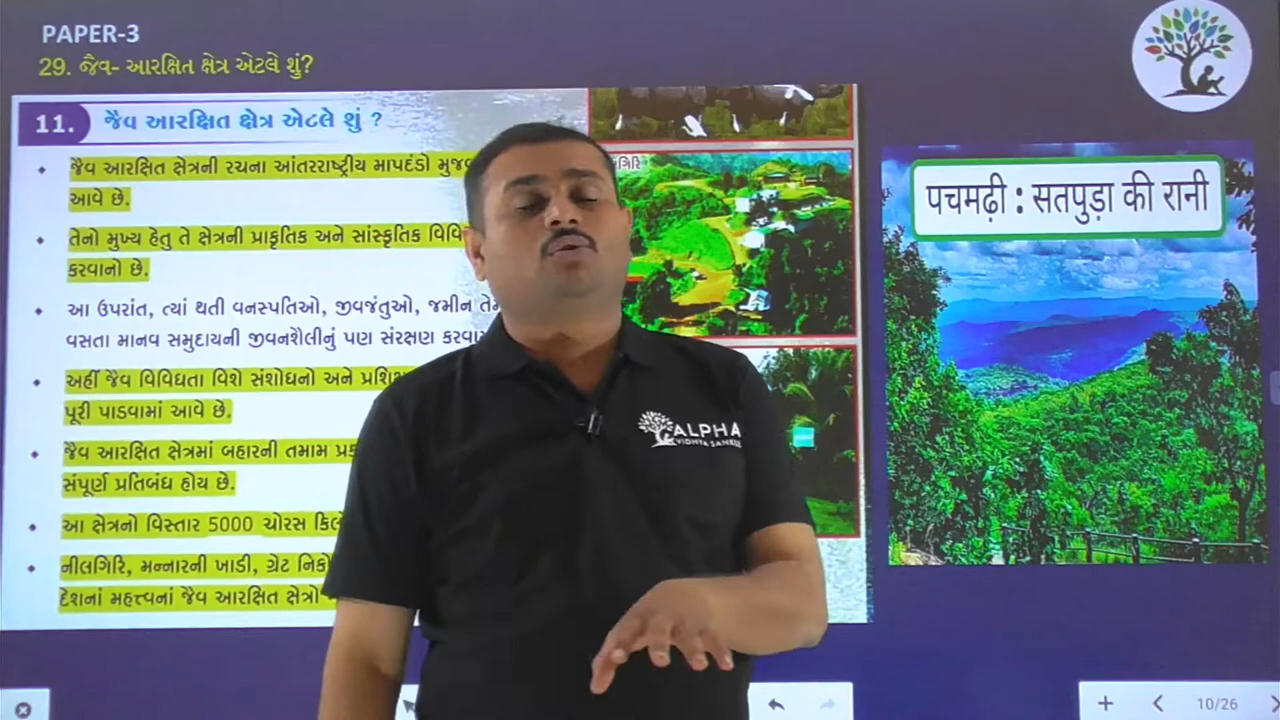 PAPER-3
29. જૈવ- આરક્ષિત ક્ષેત્ર એટલે શું?
11. જૈવ આરક્ષિત ક્ષેત્ર એટલે શું ?
જૈવ આરક્ષિત ક્ષેત્રની રચના આંતરરાષ્ટ્રીય માપદંડો
આવે છે.
તેનો મુખ્ય હેતુ તે ક્ષેત્રની પ્રાકૃતિક અને સાંસ્કૃતિક
કરવાનો છે.
આ ઉપરાંત, ત્યાં થતી વનસ્પતિઓ, જીવજંતુઓ, જમીન
વસતા માનવ સમુદાયની જીવનશૈલીનું પણ સંરક્ષણ
અહીં જૈવ વિવિધતા વિશે સંશોધનો અને
પૂરી પાડવામાં આવે છે.
જૈવ આરક્ષિત ક્ષેત્રમાં બહારની તમામ
સંપૂર્ણ પ્રતિબંધ હોય છે.
આ ક્ષેત્રનો વિસ્તાર 5000 ચોરસ
નીલગિરિ, મન્નારની ખાડી, ગ્રેટ
દેશનાં મહત્ત્વનાં જૈવ આરક્ષિત ક્ષેત્રો
पचमढ़ी : सतपुड़ा की रानी
ALPHA
VIDHYA
10/26